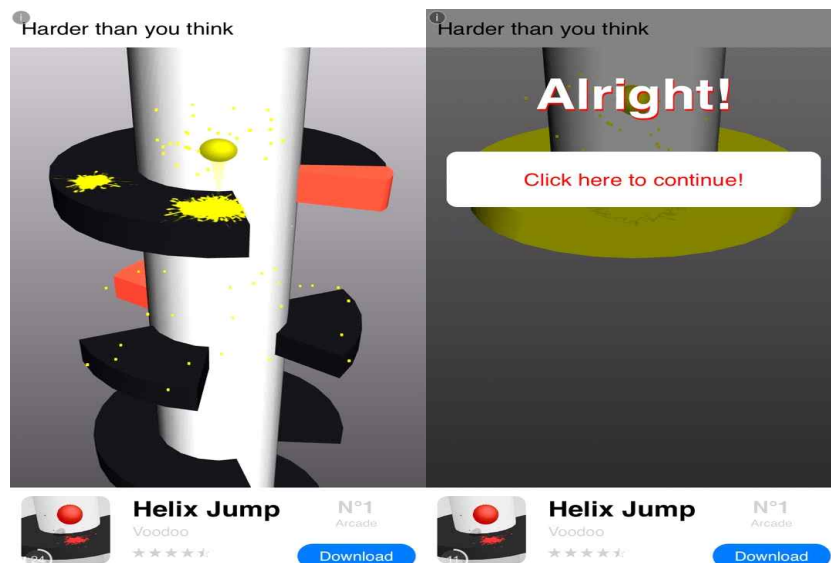 Harder than you think
Helix Jump
Voodoo
N°1
Arcade
Download
Harder than you think
Alright!
Click here to continue!
Helix Jump
Voodoo
N°1
Arcade
11
Download